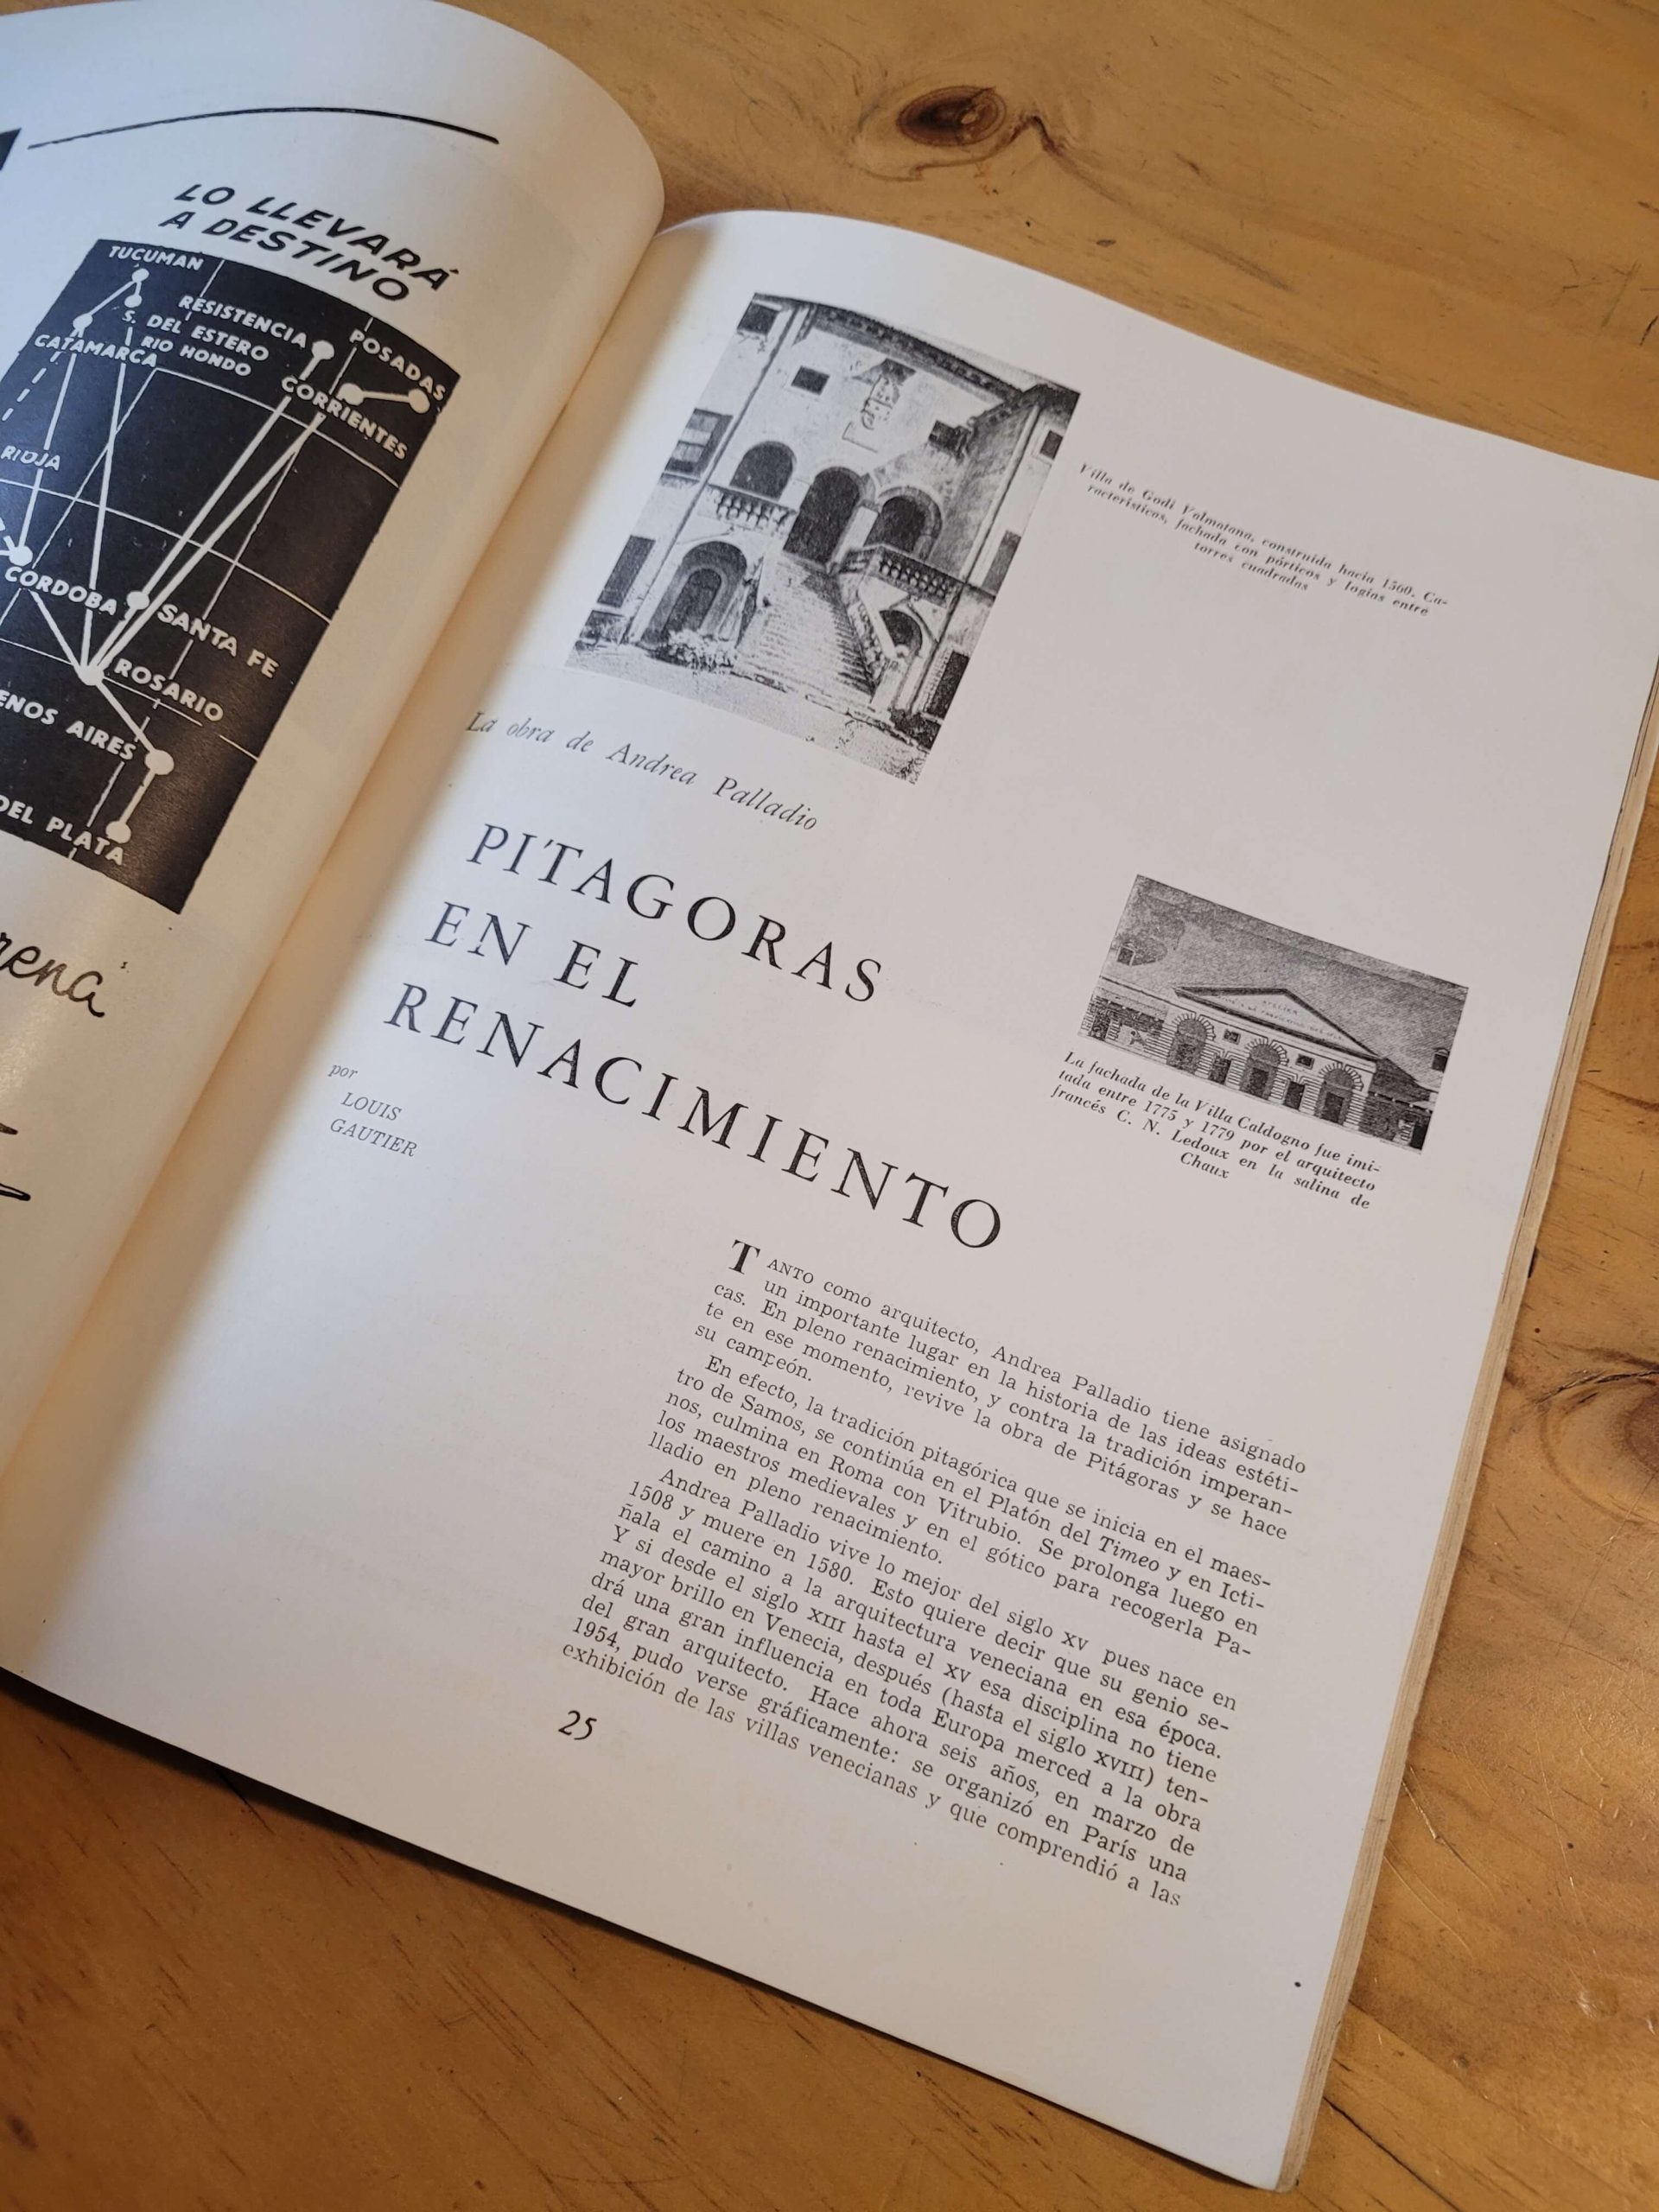 LO LLEVARÁ
A DESTINO
TUCUMAN
RESISTENCIA
POSADAS
S. DEL ESTERO
RIO HONDO
CATAMARCA
CORRIENTES
RIOJA
CORDOBA
SANTA FE
ROSARIO
ENOS AIRES
DEL PLATA
Villa de Godi Valmatana, construida hacia 1560. Ca-
racterísticas, fachada con pórticos y logias entre
torres cuadradas
La obra de Andrea Palladio
PITAGORAS
EN EL
RENACIMIENTO
por
LOUIS
GAUTIER
La fachada de la Villa Caldogno fue imi-
tada entre 1775 y 1779 por el arquitecto
francés C. N. Ledoux en la salina de
Chaux
TANTO como arquitecto, Andrea Palladio tiene asignado
un importante lugar en la historia de las ideas estéti-
cas. En pleno renacimiento, y contra la tradición imperan-
te en ese momento, revive la obra de Pitágoras y se hace
su campeón.
En efecto, la tradición pitagórica que se inicia en el maes-
tro de Samos, se continúa en el Platón del Timeo y en Icti-
nos, culmina en Roma con Vitrubio. Se prolonga luego en
los maestros medievales y en el gótico para recogerla Pa-
lladio en pleno renacimiento.
Andrea Palladio vive lo mejor del siglo XV pues nace en
1508 y muere en 1580. Esto quiere decir que su genio se-
ñala el camino a la arquitectura veneciana en esa época.
Y si desde el siglo XIII hasta el XV esa disciplina no tiene
mayor brillo en Venecia, después (hasta el siglo XVIII) ten-
drá una gran influencia en toda Europa merced a la obra
del gran arquitecto. Hace ahora seis años, en marzo de
1954, pudo verse gráficamente: se organizó en París una
exhibición de las villas venecianas y que comprendió a las
25